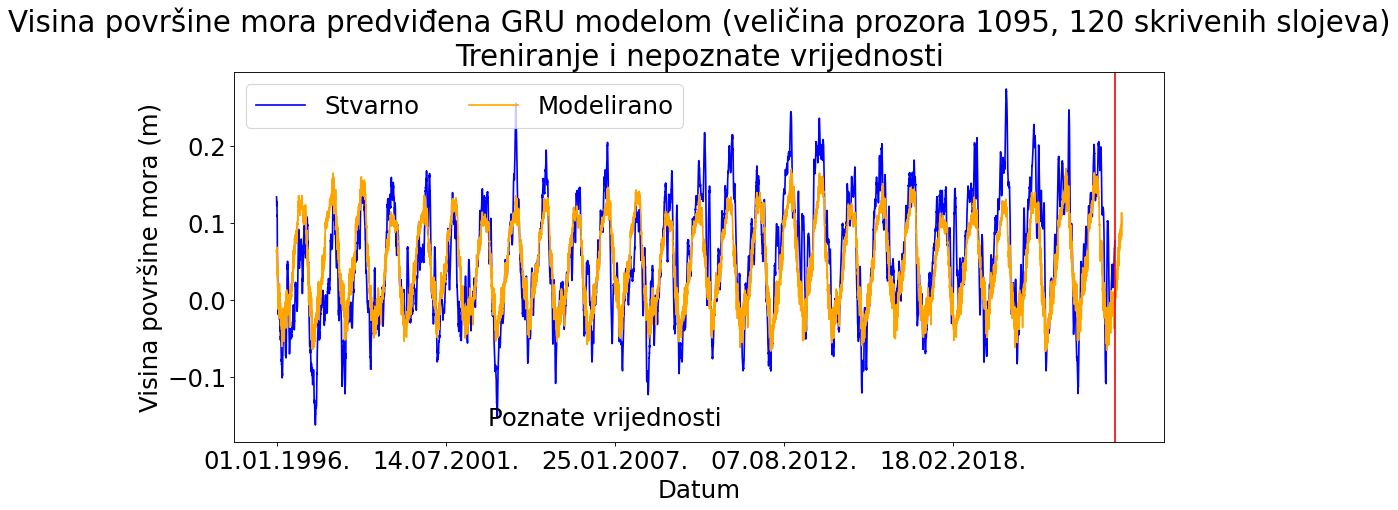 Visina površine mora predviđena GRU modelom (veličina prozora 1095, 120 skrivenih slojeva)
Treniranje i nepoznate vrijednosti
Stvarno
Modelirano
Visina površine mora (m)
0.2
0.1
0.0
−0.1
Poznate vrijednosti
01.01.1996.
14.07.2001.
25.01.2007.
07.08.2012.
18.02.2018.
Datum